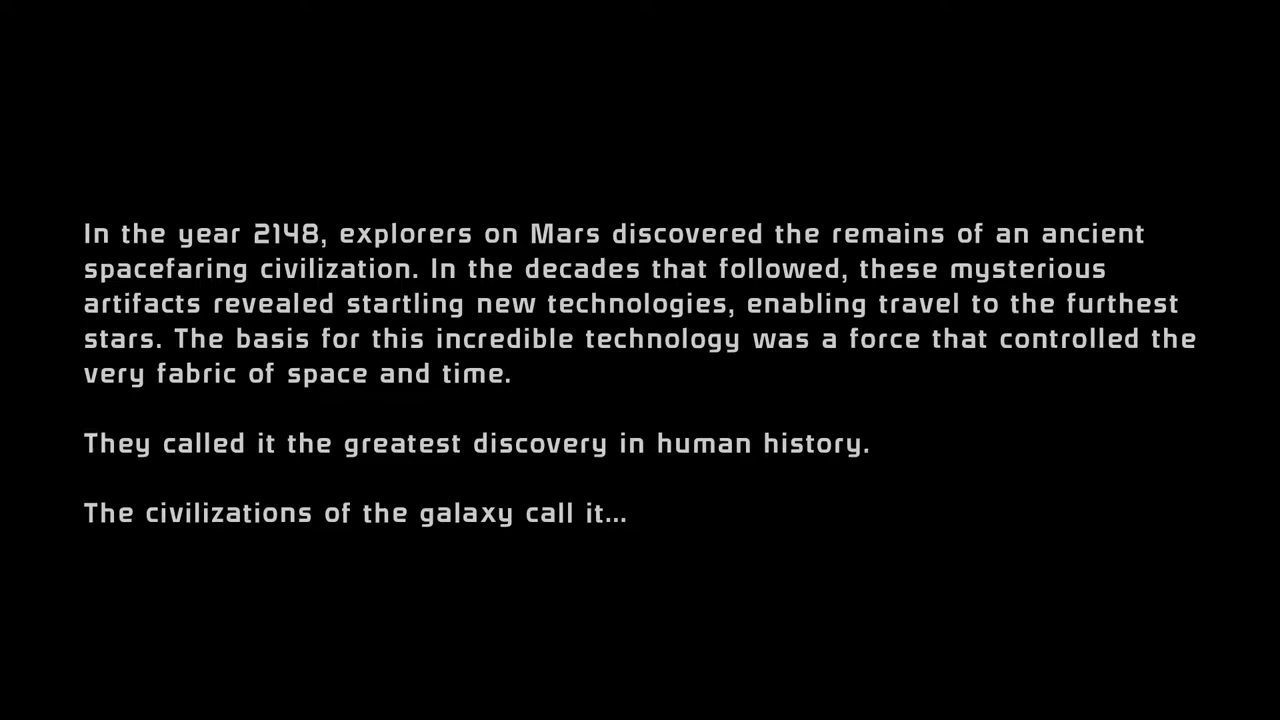 In the year 2148, explorers on Mars discovered the remains of an ancient
spacefaring civilization. In the decades that followed, these mysterious
artifacts revealed startling new technologies, enabling travel to the furthest
stars. The basis for this incredible technology was a force that controlled the
very fabric of space and time.
They called it the greatest discovery in human history.
The civilizations of the galaxy call it...